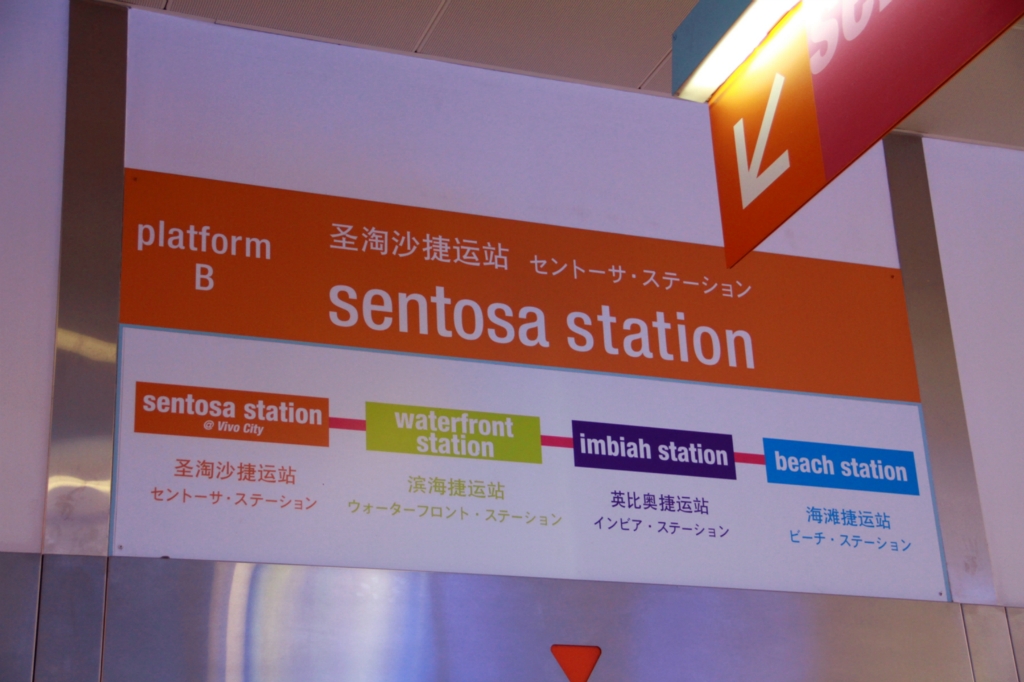 se
platform
B
圣淘沙捷运站 セントーサ・ステーション
sentosa station
sentosa station
@ Vivo City
圣淘沙捷运站
セントーサ・ステーション
waterfront
station
滨海捷运站
ウォーターフロント・ステーション
imbiah station
英比奥捷运站
インビア・ステーション
beach station
海滩捷运站
ビーチ・ステーション